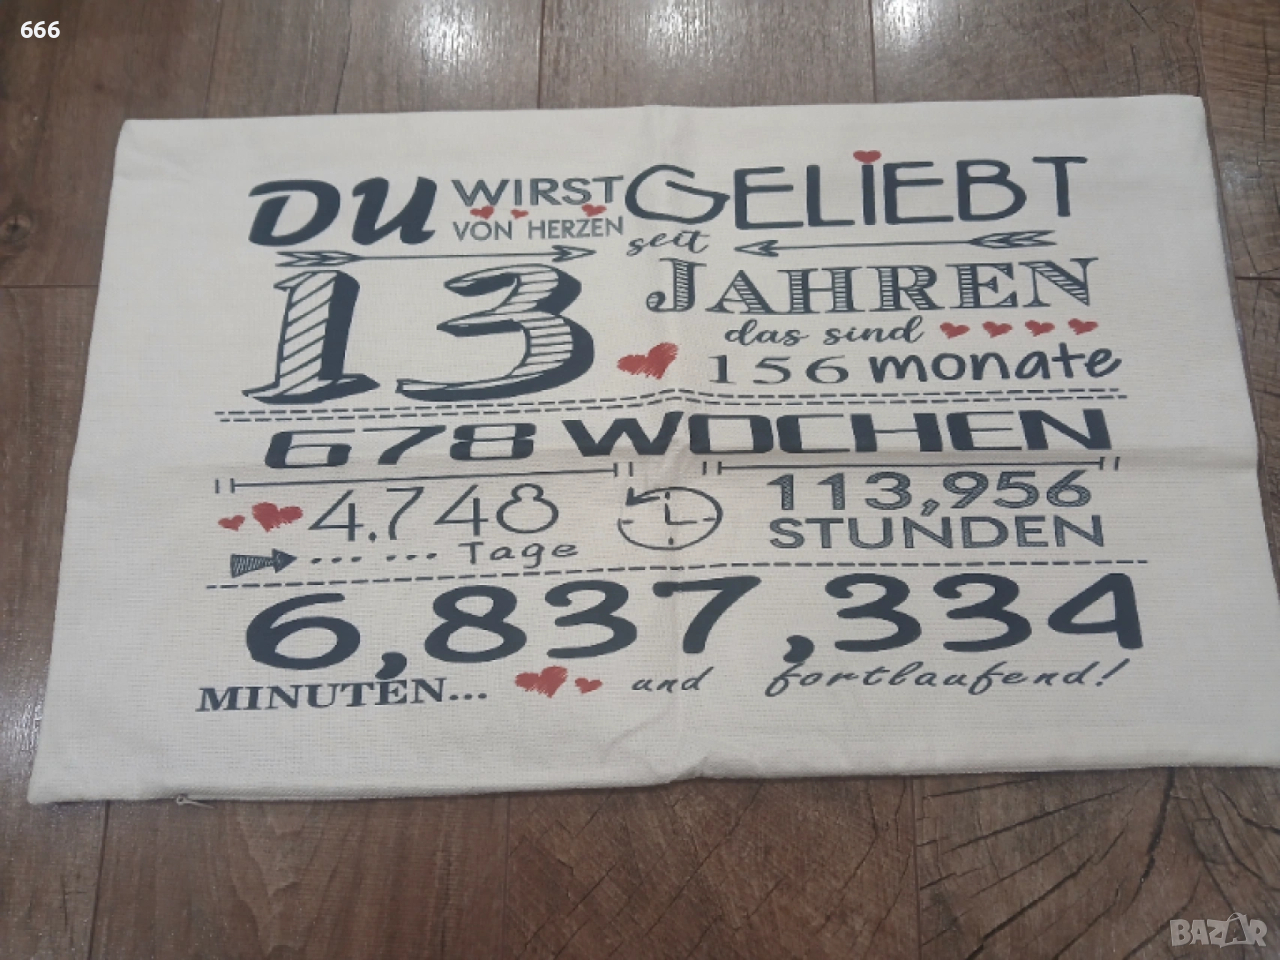 666
DU WIRST VON HERZEN GELIEBT
seit
13 JAHREN
das sind
156 monate
678 WOCHEN
4.748 Tage
113,956 STUNDEN
6,837,334
MINUTEN... und fortlaufend!
BAZAR